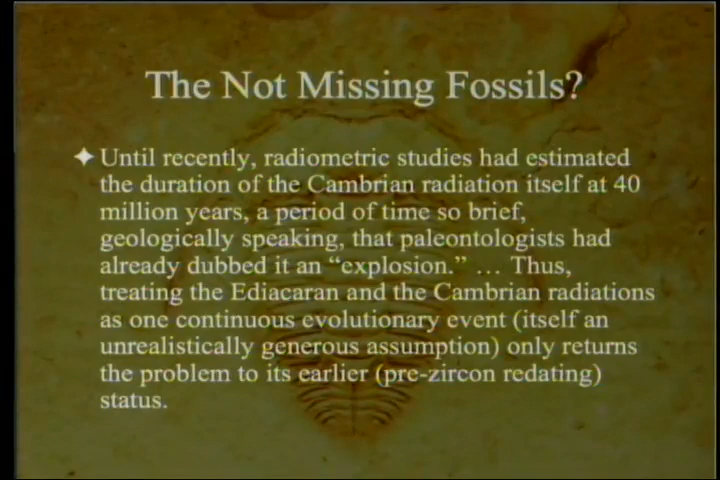 The Not Missing Fossils?
Until recently, radiometric studies had estimated
the duration of the Cambrian radiation itself at 40
million years, a period of time so brief,
geologically speaking, that paleontologists had
already dubbed it an “explosion.” … Thus,
treating the Ediacaran and the Cambrian radiations
as one continuous evolutionary event (itself an
unrealistically generous assumption) only returns
the problem to its earlier (pre-zircon redating)
status.